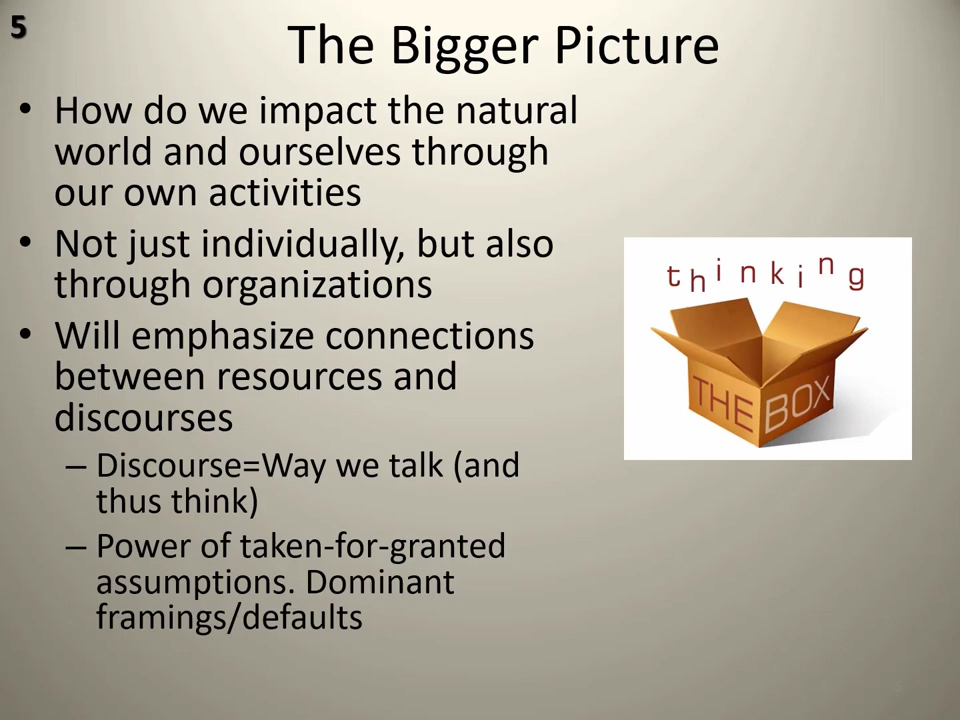 5
The Bigger Picture
• How do we impact the natural
world and ourselves through
our own activities
• Not just individually, but also
through organizations
• Will emphasize connections
between resources and
discourses
– Discourse=Way we talk (and
thus think)
– Power of taken-for-granted
assumptions. Dominant
framings/defaults
thinking
THE BOX
5